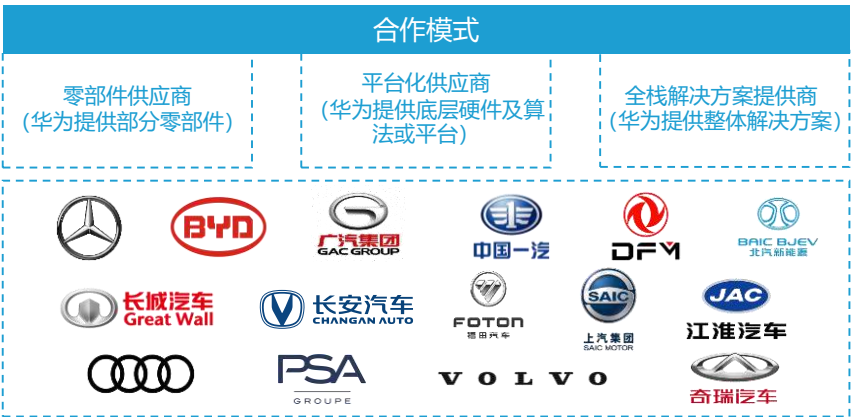 合作模式
零部件供应商
（华为提供部分零部件）
平台化供应商
（华为提供底层硬件及算
法或平台）
全栈解决方案提供商
（华为提供整体解决方案）
BYD
广汽集团
GAC GROUP
中国一汽
DFM
BAIC BJEV
北汽新能源
长城汽车
Great Wall
长安汽车
CHANGAN AUTO
FOTON
福田汽车
SAIC
上汽集团
SAIC MOTOR
JAC
江淮汽车
PSA
GROUPE
VOLVO
奇瑞汽车